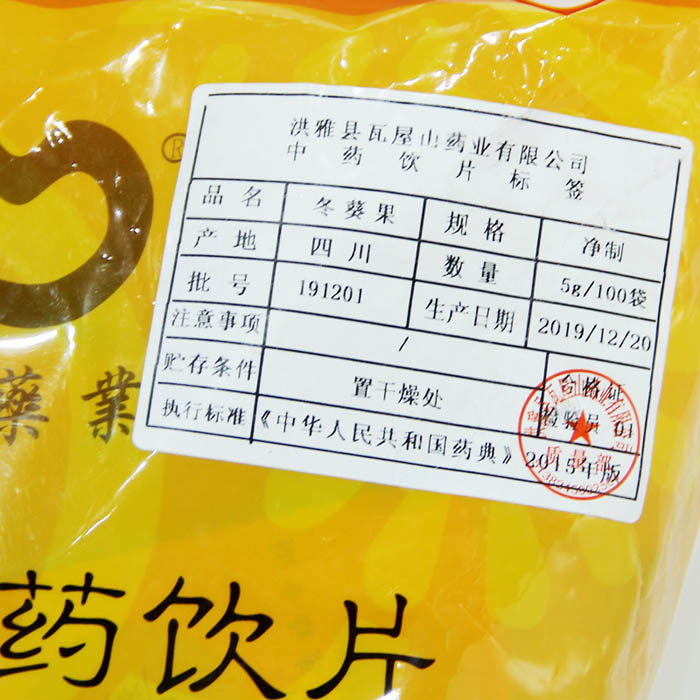 ®
洪雅县瓦屋山药业有限公司
中药饮片标签
品名 冬葵果 规格 净制
产地 四川 数量 5g/100袋
批号 191201 生产日期 2019/12/20
注意事项 /
贮存条件 置干燥处 合格证
检验员 01
执行标准 《中华人民共和国药典》2015年版
质量部
藥業
药饮片